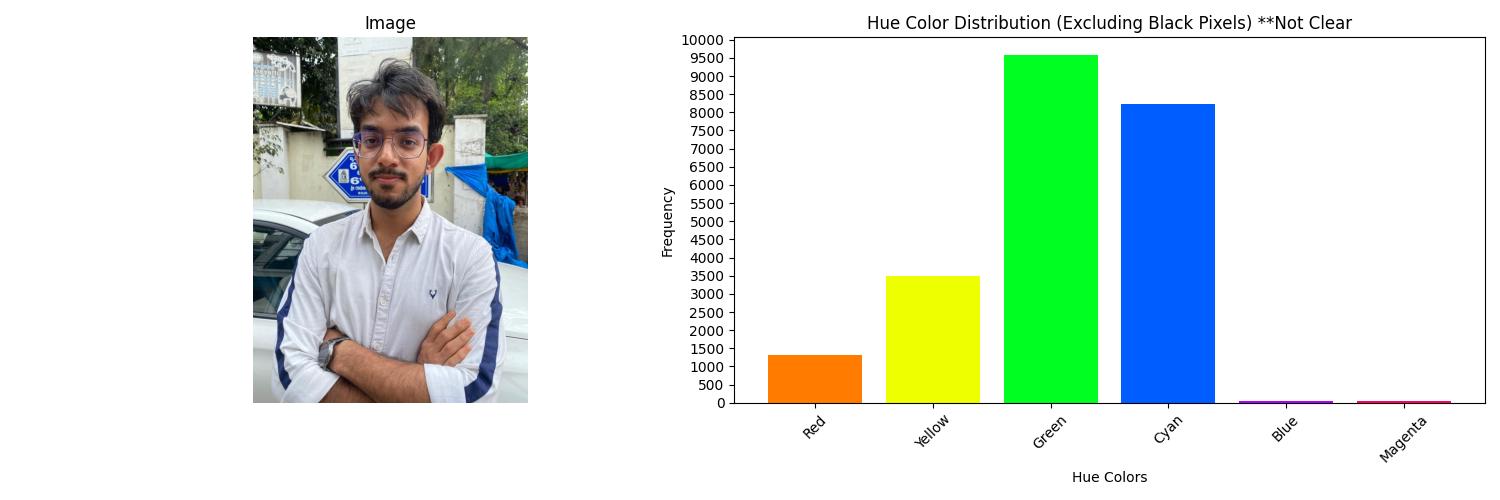 Image
Hue Color Distribution (Excluding Black Pixels) **Not Clear
10000
9500
9000
8500
8000
7500
7000
6500
6000
5500
5000
4500
4000
3500
3000
2500
2000
1500
1000
500
0
Frequency
Red
Yellow
Green
Cyan
Blue
Magenta
Hue Colors